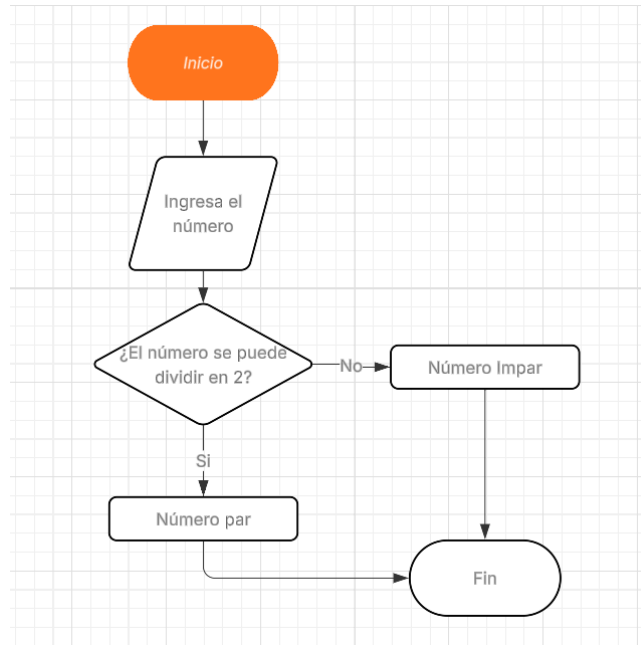 Inicio
Ingresa el
número
¿El número se puede
dividir en 2?
No
Número Impar
Si
Número par
Fin